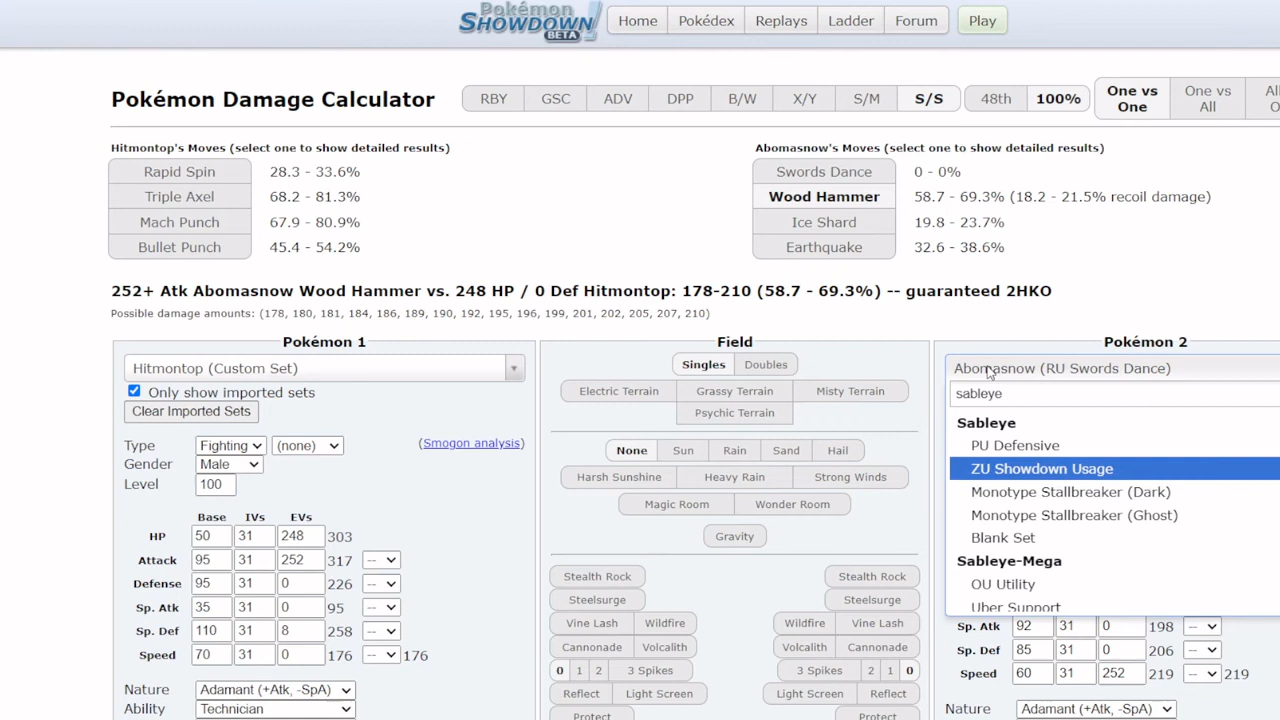 Pokémon
SHOWDOWN!
BETA
Home Pokédex Replays Ladder Forum Play
Pokémon Damage Calculator RBY GSC ADV DPP B/W X/Y S/M S/S 48th 100% One vs One One vs All
Hitmontop's Moves (select one to show detailed results)
Rapid Spin 28.3 - 33.6%
Triple Axel 68.2 - 81.3%
Mach Punch 67.9 - 80.9%
Bullet Punch 45.4 - 54.2%
Abomasnow's Moves (select one to show detailed results)
Swords Dance 0 - 0%
Wood Hammer 58.7 - 69.3% (18.2 - 21.5% recoil damage)
Ice Shard 19.8 - 23.7%
Earthquake 32.6 - 38.6%
252+ Atk Abomasnow Wood Hammer vs. 248 HP / 0 Def Hitmontop: 178-210 (58.7 - 69.3%) -- guaranteed 2HKO
Possible damage amounts: (178, 180, 181, 184, 186, 189, 190, 192, 195, 196, 199, 201, 202, 205, 207, 210)
Pokémon 1
Hitmontop (Custom Set)
Only show imported sets
Clear Imported Sets
Type Fighting (none) (Smogon analysis)
Gender Male
Level 100
Base IVs EVs
HP 50 31 248 303
Attack 95 31 252 317 --
Defense 95 31 0 226 --
Sp. Atk 35 31 0 95 --
Sp. Def 110 31 8 258 --
Speed 70 31 0 176 -- 176
Nature Adamant (+Atk, -SpA)
Ability Technician
Field
Singles Doubles
Electric Terrain Grassy Terrain Misty Terrain
Psychic Terrain
None Sun Rain Sand Hail
Harsh Sunshine Heavy Rain Strong Winds
Magic Room Wonder Room
Gravity
Stealth Rock Stealth Rock
Steelsurge Steelsurge
Vine Lash Wildfire Wildfire Vine Lash
Cannonade Volcalith Volcalith Cannonade
0 1 2 3 Spikes 3 Spikes 2 1 0
Reflect Light Screen Light Screen Reflect
Protect Protect
Pokémon 2
Abomasnow (RU Swords Dance)
sableye
Sableye
PU Defensive
ZU Showdown Usage
Monotype Stallbreaker (Dark)
Monotype Stallbreaker (Ghost)
Blank Set
Sableye-Mega
OU Utility
Uber Support
Sp. Atk 92 31 0 198 --
Sp. Def 85 31 0 206 --
Speed 60 31 252 219 -- 219
Nature Adamant (+Atk, -SpA)